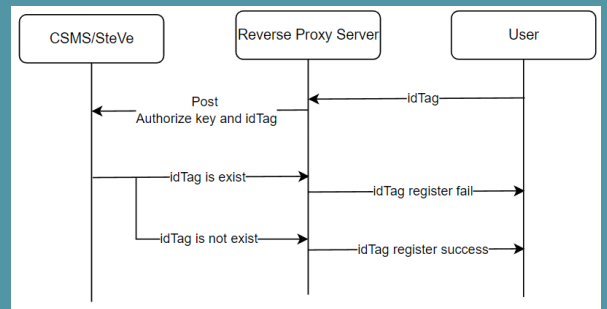 CSMS/SteVe
Reverse Proxy Server
User
idTag
Post
Authorize key and idTag
idTag is exist
idTag register fail
idTag is not exist
idTag register success